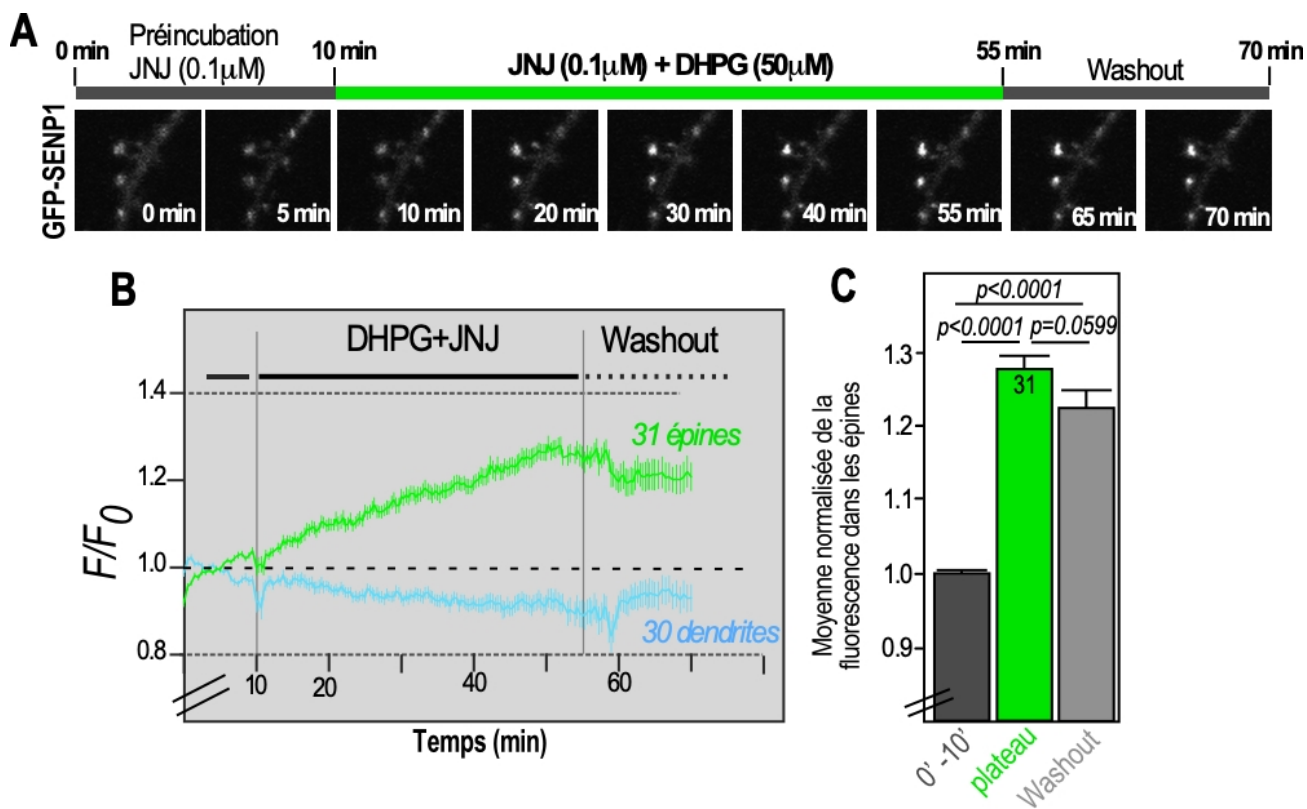 A
0 min
Préincubation
JNJ (0.1µM)
10 min
JNJ (0.1µM) + DHPG (50µM)
55 min
Washout
70 min
GFP-SENP1
0 min
5 min
10 min
20 min
30 min
40 min
55 min
65 min
70 min
B
DHPG+JNJ
Washout
1.4
1.2
1.0
0.8
F/F0
31 épines
30 dendrites
10
20
40
60
Temps (min)
C
p<0.0001
p<0.0001
p=0.0599
31
1.3
1.2
1.1
1.0
0.9
Moyenne normalisée de la
fluorescence dans les épines
0'-10'
plateau
Washout